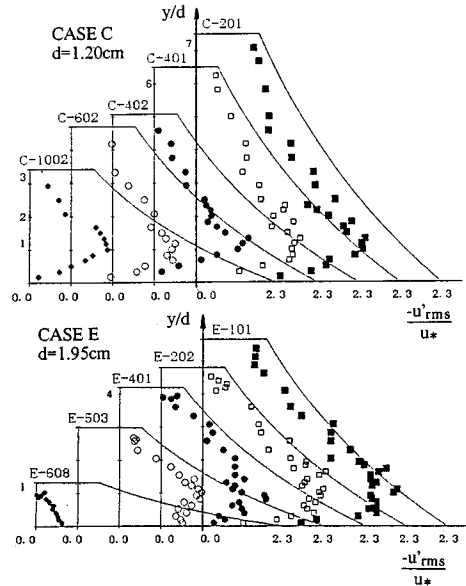 y/d
C-201
CASE C
d=1.20cm
7
C-401
6
C-402
C-602
C-1002
3
2
1
0.0 0.0 0.0 0.0 0.0 2.3 2.3 2.3 2.3 2.3
-u'rms
u*
CASE E
d=1.95cm
y/d
E-101
E-202
E-401
4
E-503
E-608
1
0.0 0.0 0.0 0.0 0.0 2.3 2.3 2.3 2.3 2.3
-u'rms
u*